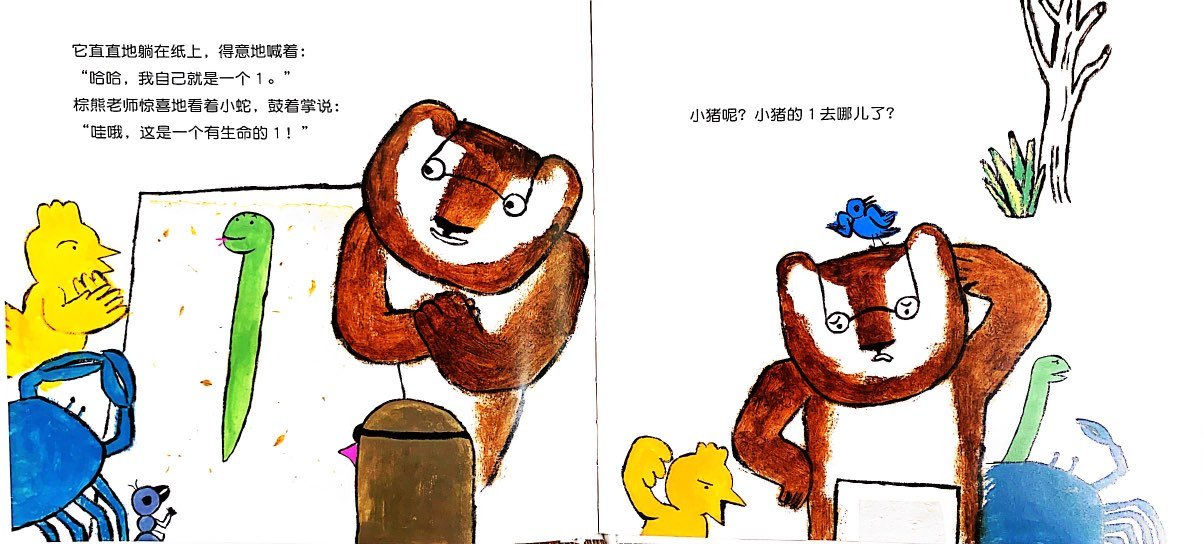 它直直地躺在纸上，得意地喊着：
“哈哈，我自己就是一个1。”
棕熊老师惊喜地看着小蛇，鼓着掌说：
“哇哦，这是一个有生命的1！”
小猪呢？小猪的1去哪儿了？